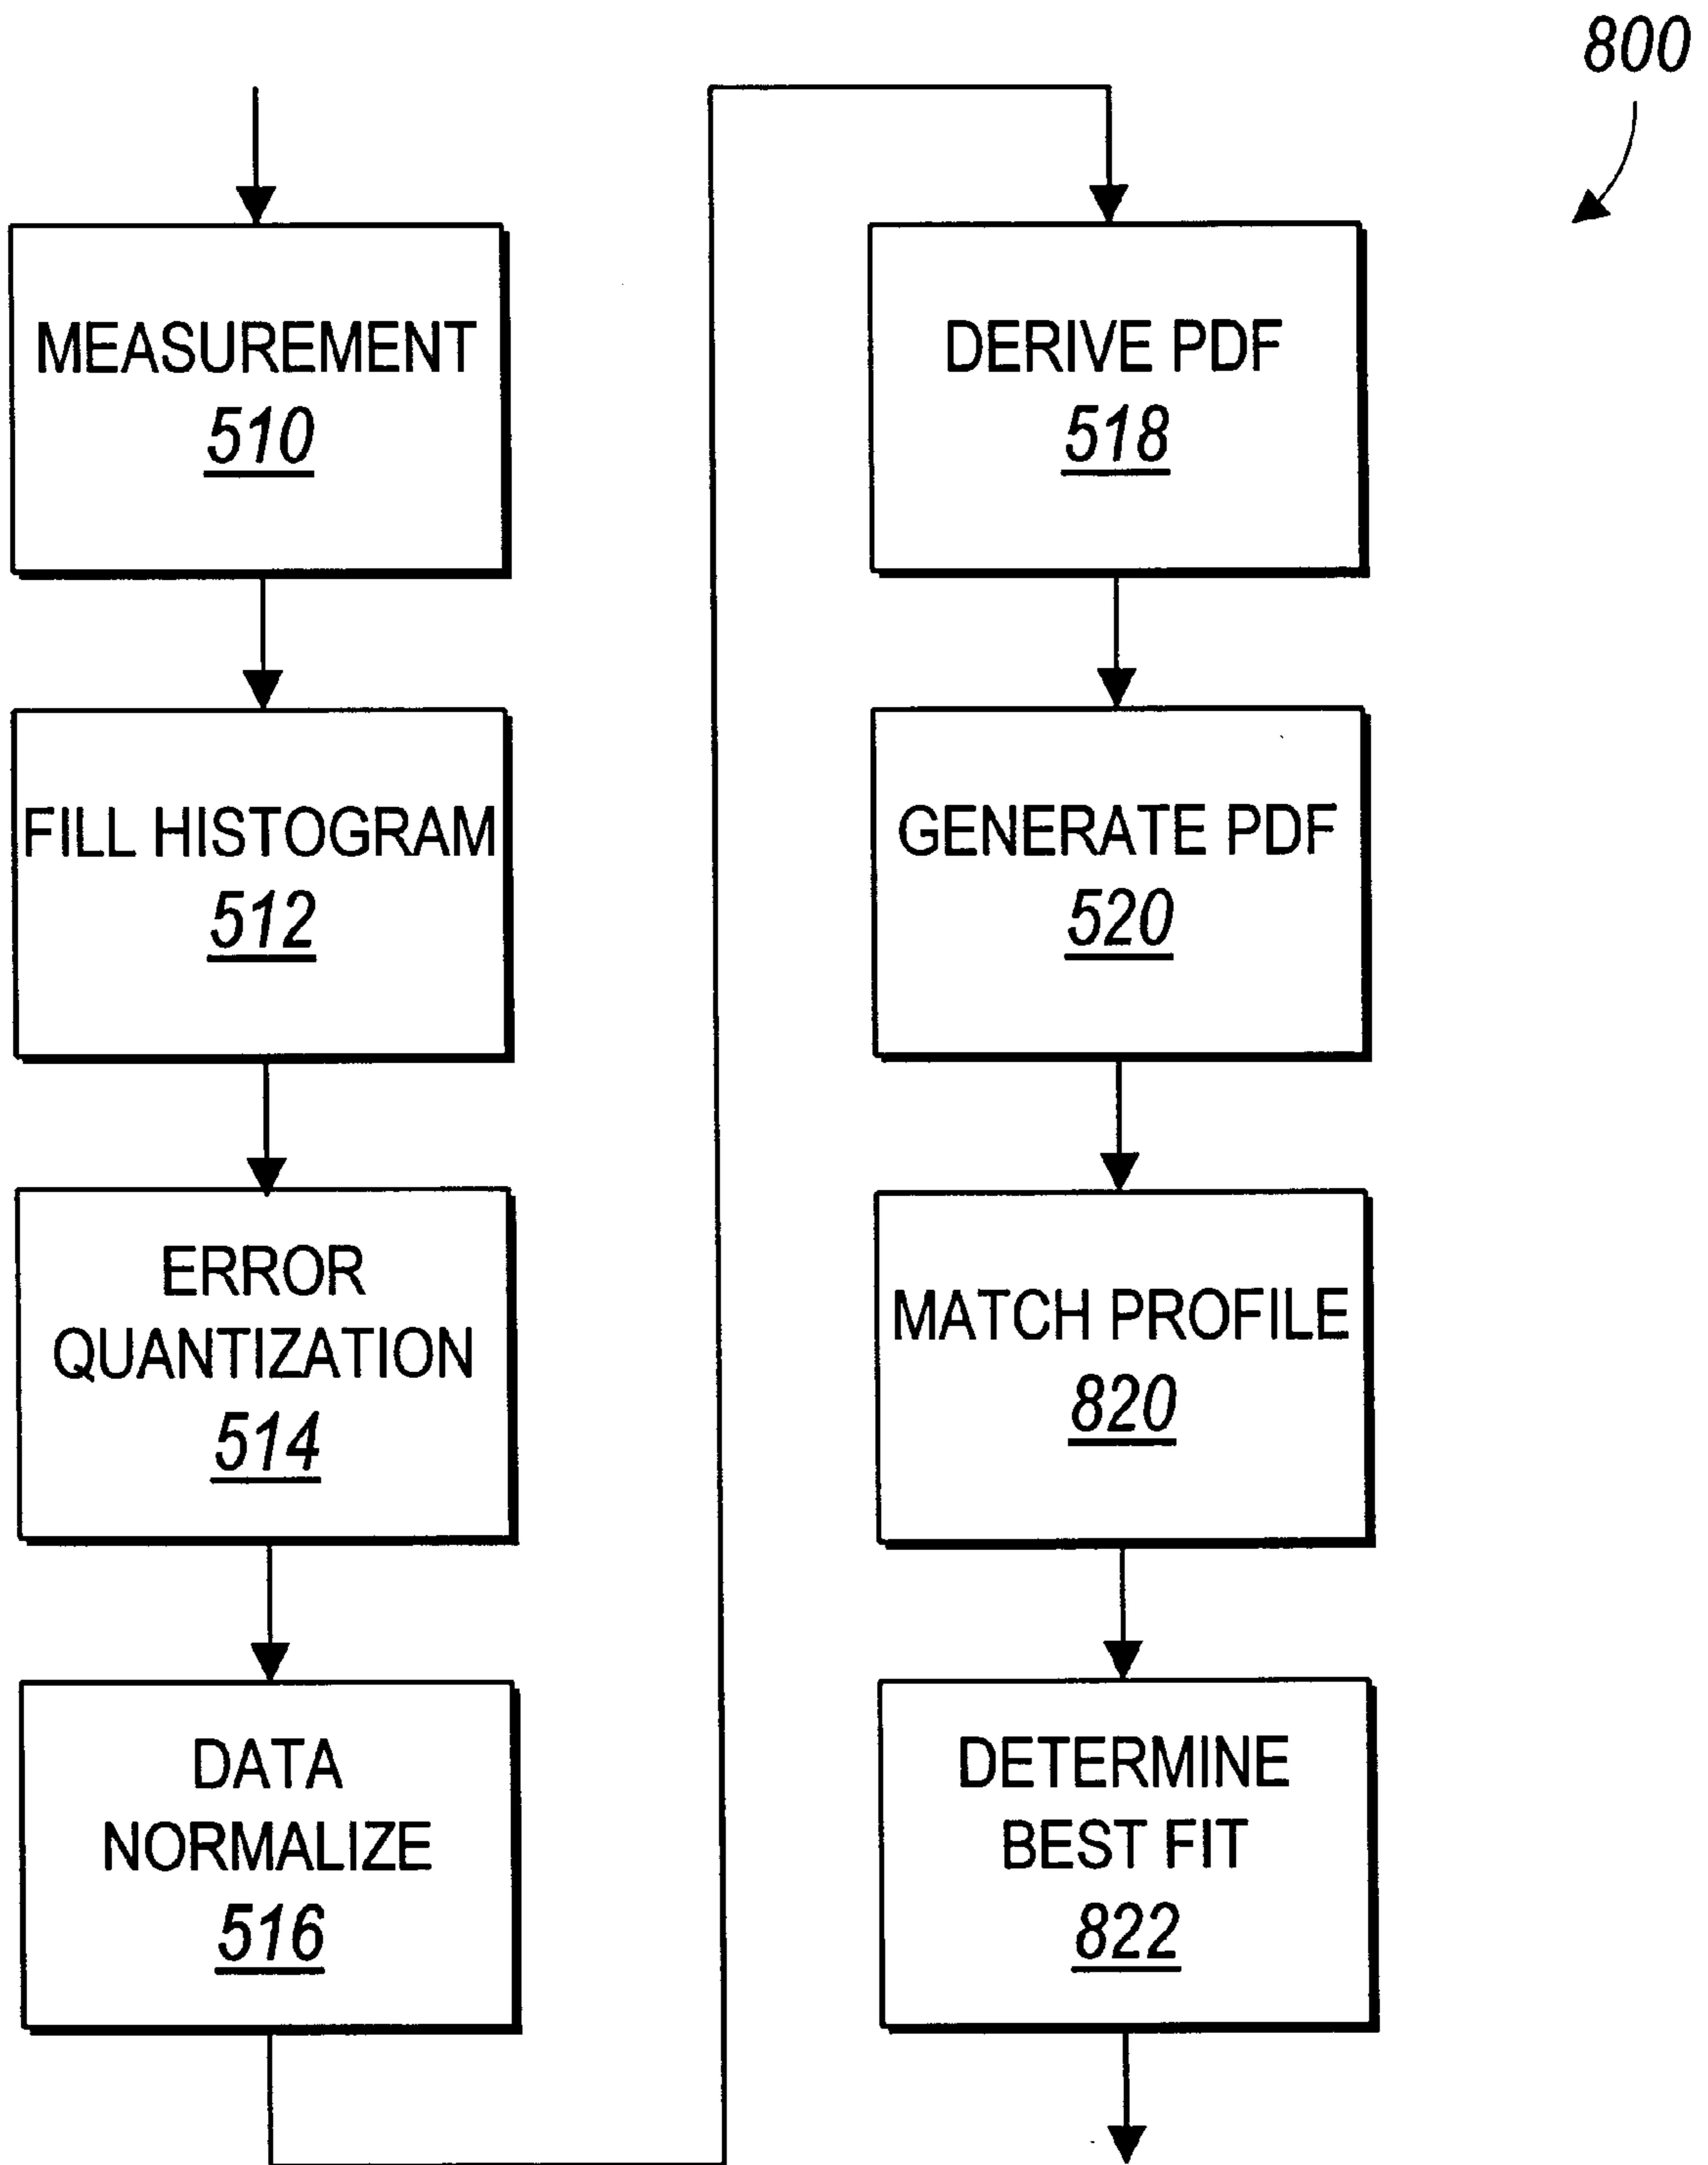 800
MEASUREMENT
510
FILL HISTOGRAM
512
ERROR
QUANTIZATION
514
DATA
NORMALIZE
516
DERIVE PDF
518
GENERATE PDF
520
MATCH PROFILE
820
DETERMINE
BEST FIT
822